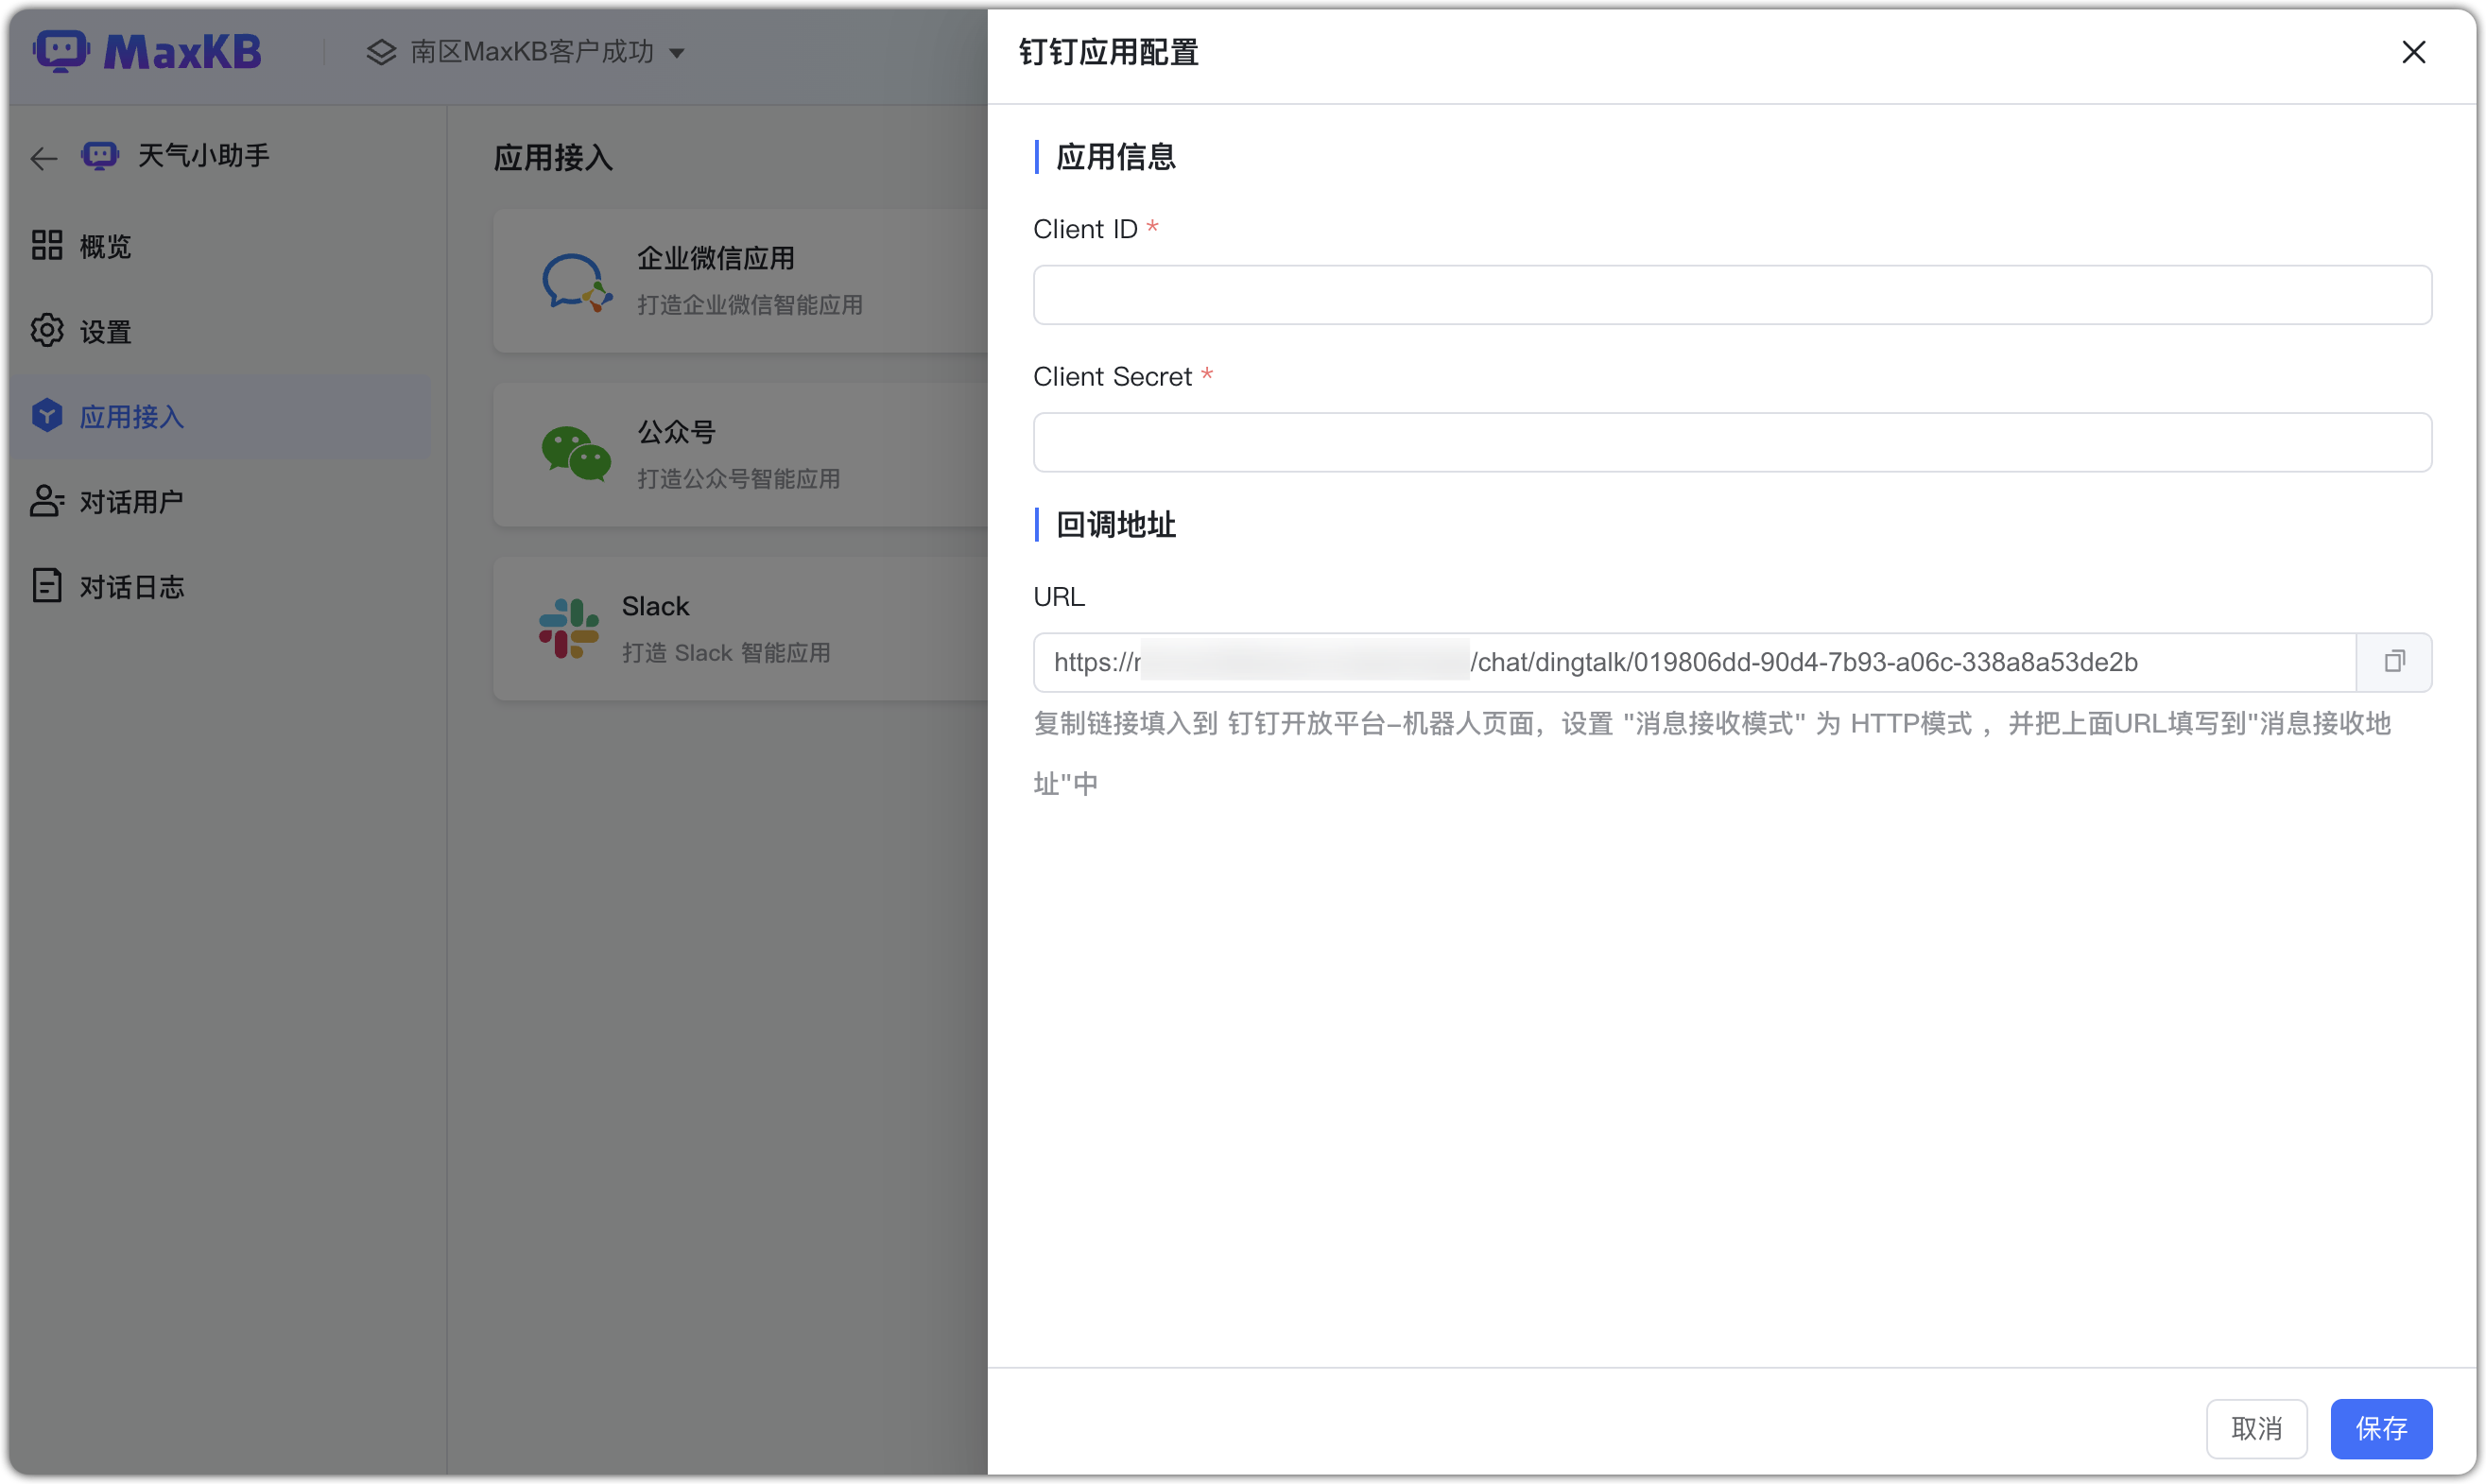 MaxKB
南区MaxKB客户成功
天气小助手
概览
设置
应用接入
对话用户
对话日志
应用接入
企业微信应用
打造企业微信智能应用
公众号
打造公众号智能应用
Slack
打造 Slack 智能应用
钉钉应用配置
应用信息
Client ID *
Client Secret *
回调地址
URL
https://r /chat/dingtalk/019806dd-90d4-7b93-a06c-338a8a53de2b
复制链接填入到 钉钉开放平台-机器人页面，设置 "消息接收模式" 为 HTTP模式 ，并把上面URL填写到"消息接收地
址"中
取消
保存